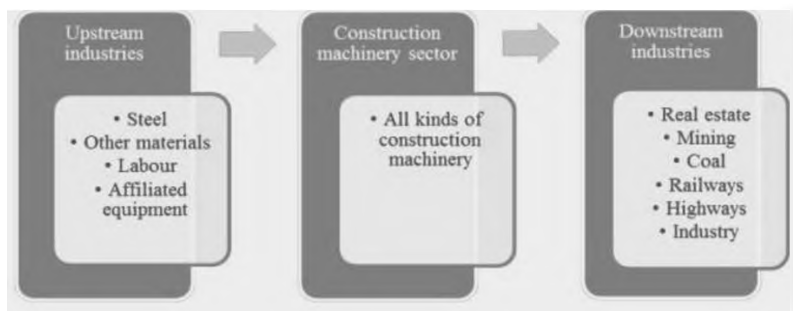 Upstream
industries
• Steel
• Other materials
• Labour
• Affiliated
equipment
Construction
machinery sector
• All kinds of
construction
machinery
Downstream
industries
• Real estate
• Mining
• Coal
• Railways
• Highways
• Industry